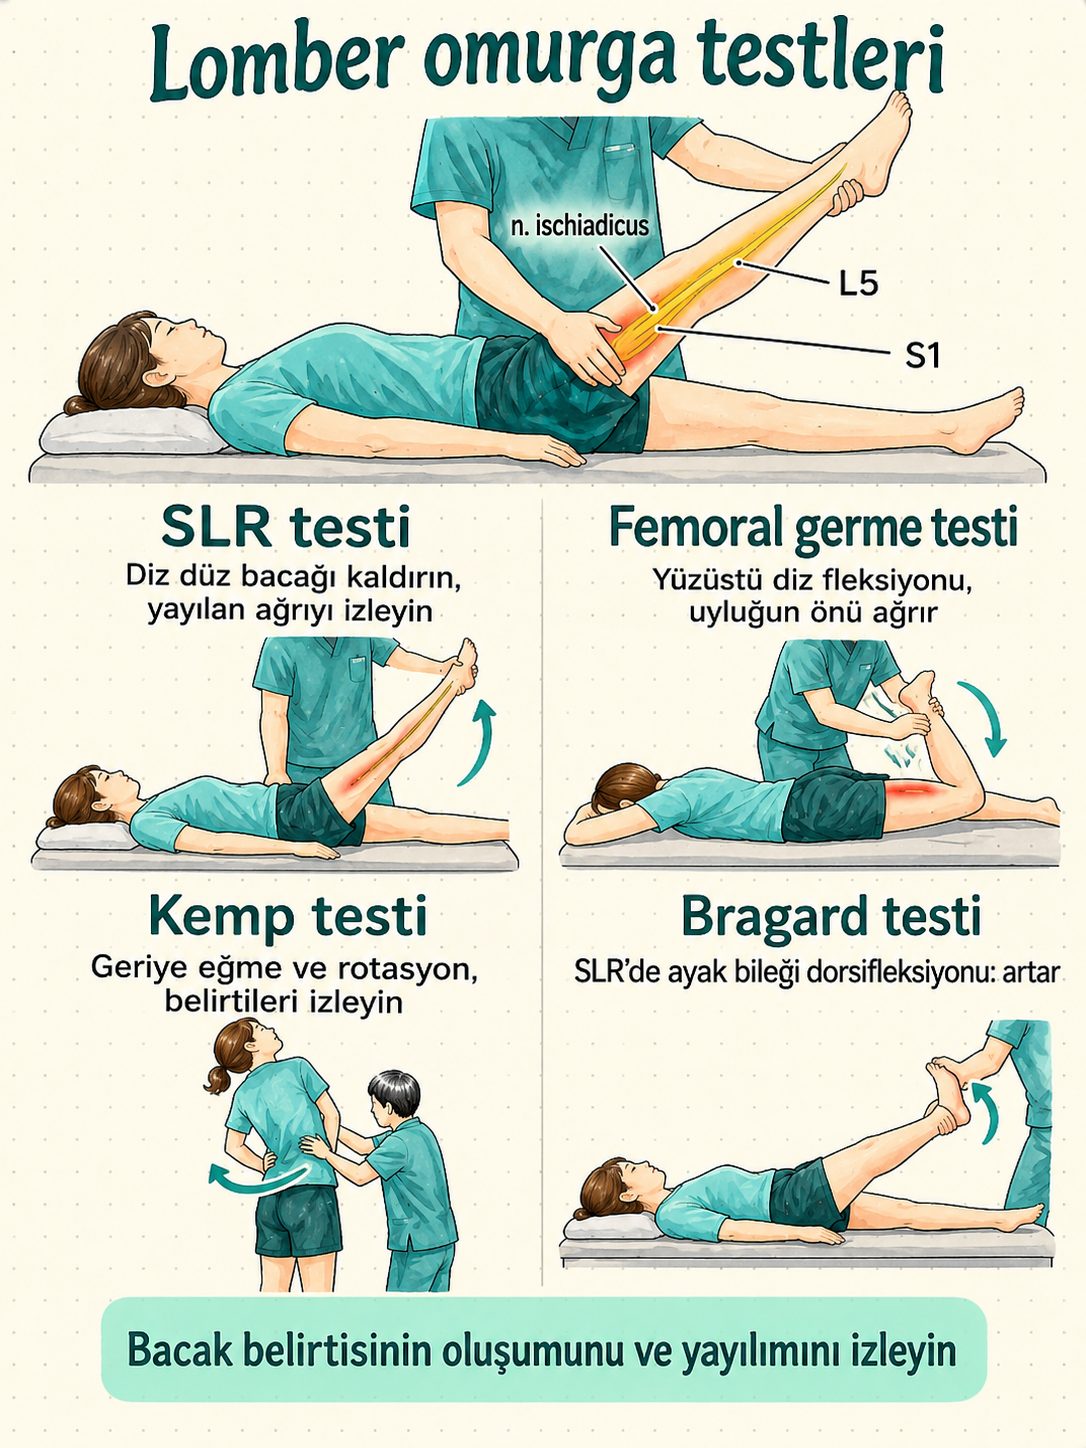 Lomber omurga testleri
n. ischiadicus
L5
S1
SLR testi
Diz düz bacağı kaldırın,
yayılan ağrıyı izleyin
Femoral germe testi
Yüzüstü diz fleksiyonu,
uyluğun önü ağrır
Kemp testi
Geriye eğme ve rotasyon,
belirtileri izleyin
Bragard testi
SLR'de ayak bileği dorsifleksiyonu: artar
Bacak belirtisinin oluşumunu ve yayılımını izleyin